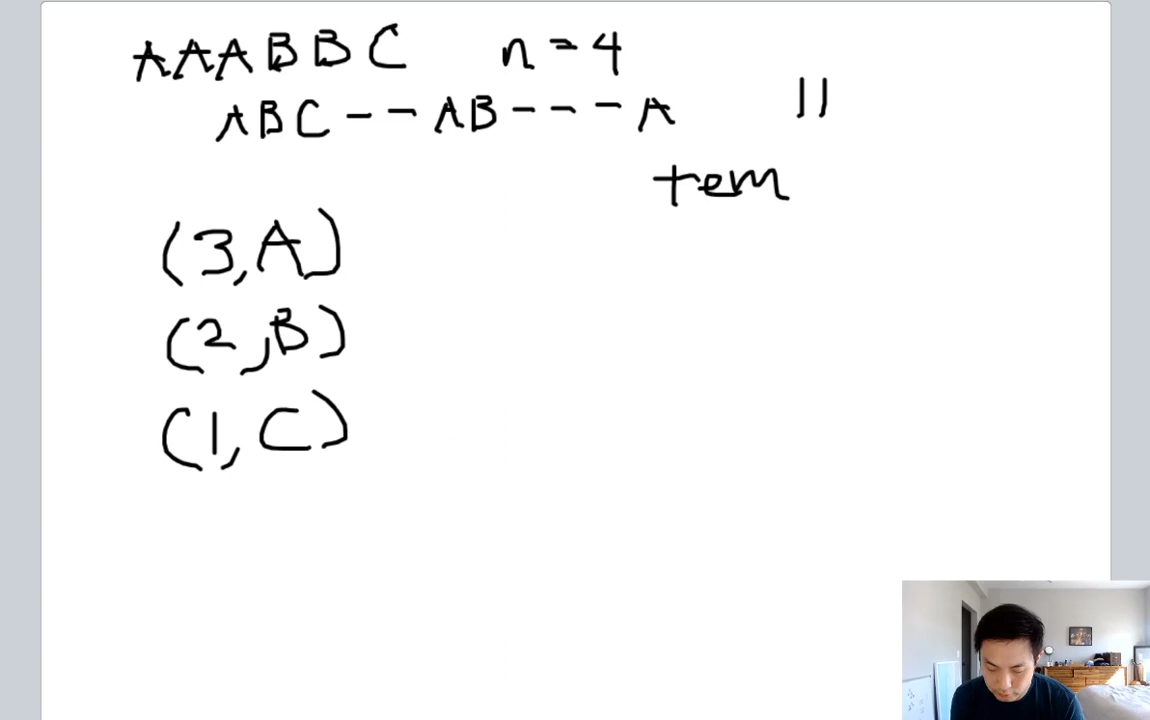 AAABBC n=4
ABC--AB---A 11
tem
(3,A)
(2,B)
(1,C)